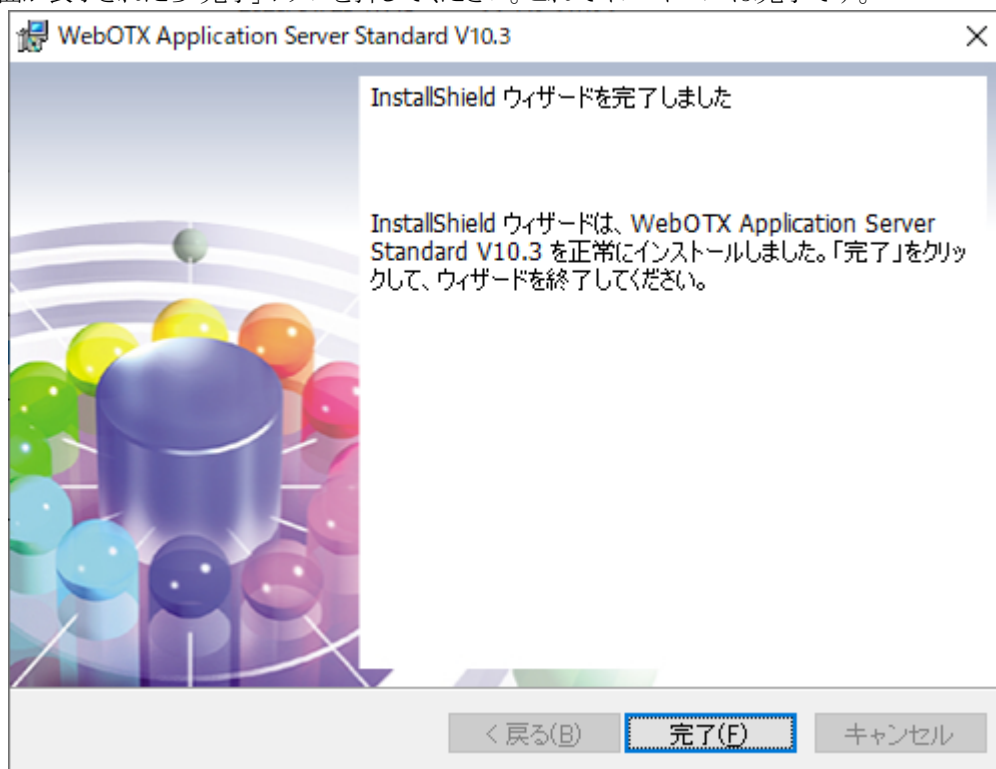 WebOTX Application Server Standard V10.3
InstallShield ウィザードを完了しました
InstallShield ウィザードは、WebOTX Application Server
Standard V10.3 を正常にインストールしました。「完了」をクリッ
クして、ウィザードを終了してください。
< 戻る(B)
完了(F)
キャンセル